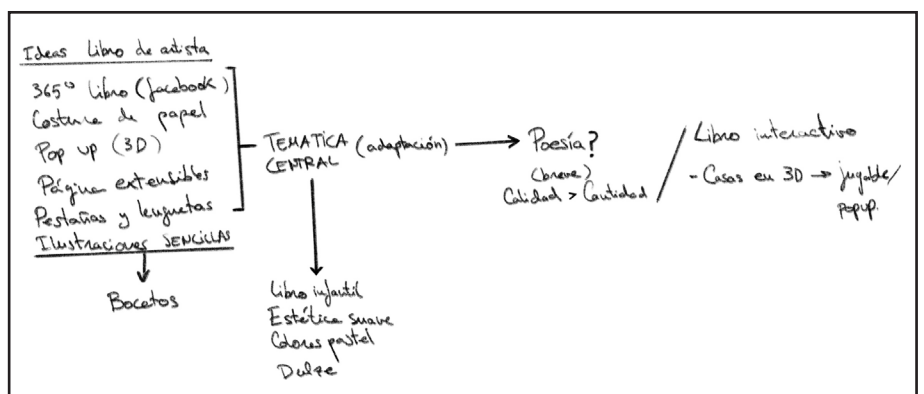 Ideas Libro de artista
365º Libro (facebook)
Costura de papel
Pop up (3D)
Página extensibles
Pestañas y lenguetas
Ilustraciones SENCILLAS
Bocetos
TEMATICA (adaptación)
CENTRAL
Libro infantil
Estética suave
Colores pastel
Dulce
Poesía?
(breve)
Calidad > Cantidad
Libro interactivo
- Casas en 3D → jugable/
popup.